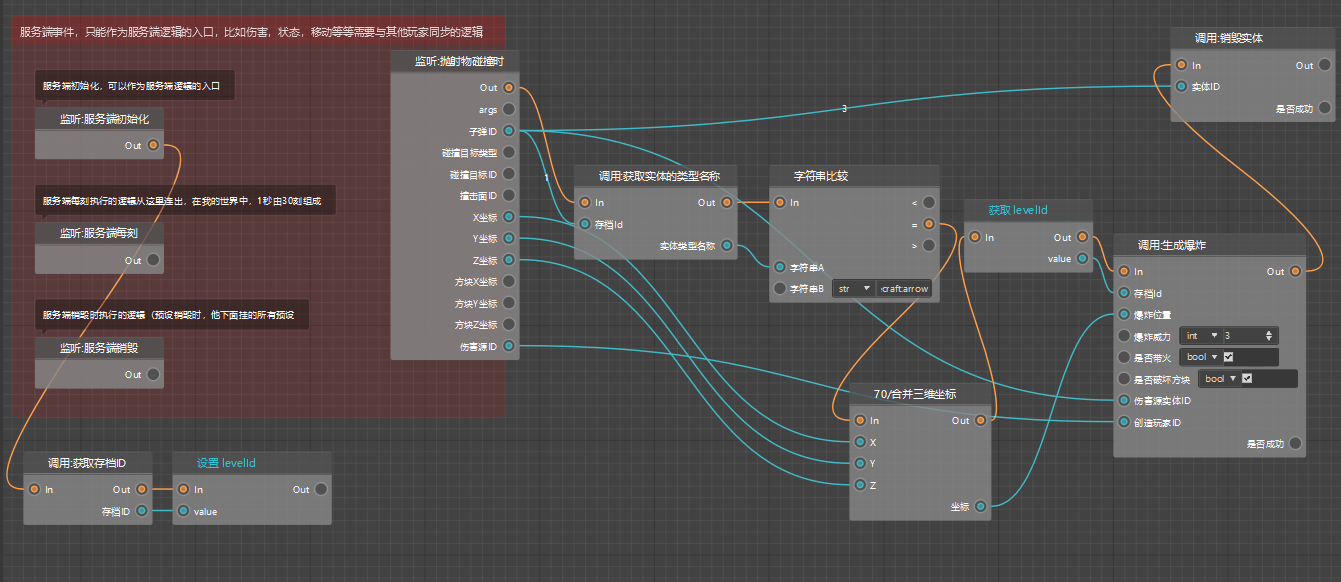 服务端事件，只能作为服务端逻辑的入口，比如伤害，状态，移动等等需要与其他玩家同步的逻辑
服务端初始化，可以作为服务端逻辑的入口
监听:服务端初始化
Out
服务端每刻执行的逻辑从这里连出，在我的世界中，1秒由30刻组成
监听:服务端每刻
Out
服务端销毁时执行的逻辑（预设销毁时，他下面挂的所有预设
监听:服务端销毁
Out
调用:获取存档ID
In Out
存档ID
设置 levelId
In Out
value
监听:抛射物碰撞时
Out
args
子弹ID
碰撞目标类型
碰撞目标ID
撞击面ID
X坐标
Y坐标
Z坐标
方块X坐标
方块Y坐标
方块Z坐标
伤害源ID
1
3
调用:获取实体的类型名称
In Out
存档Id
实体类型名称
字符串比较
In <
=
>
字符串A
字符串B str craft:arrow
获取 levelId
In Out
value
70/合并三维坐标
In Out
X
Y
Z
坐标
调用:生成爆炸
In Out
存档Id
爆炸位置
爆炸威力 int 3
是否带火 bool
是否破坏方块 bool
伤害源实体ID
创造玩家ID
是否成功
调用:销毁实体
In Out
实体ID
是否成功